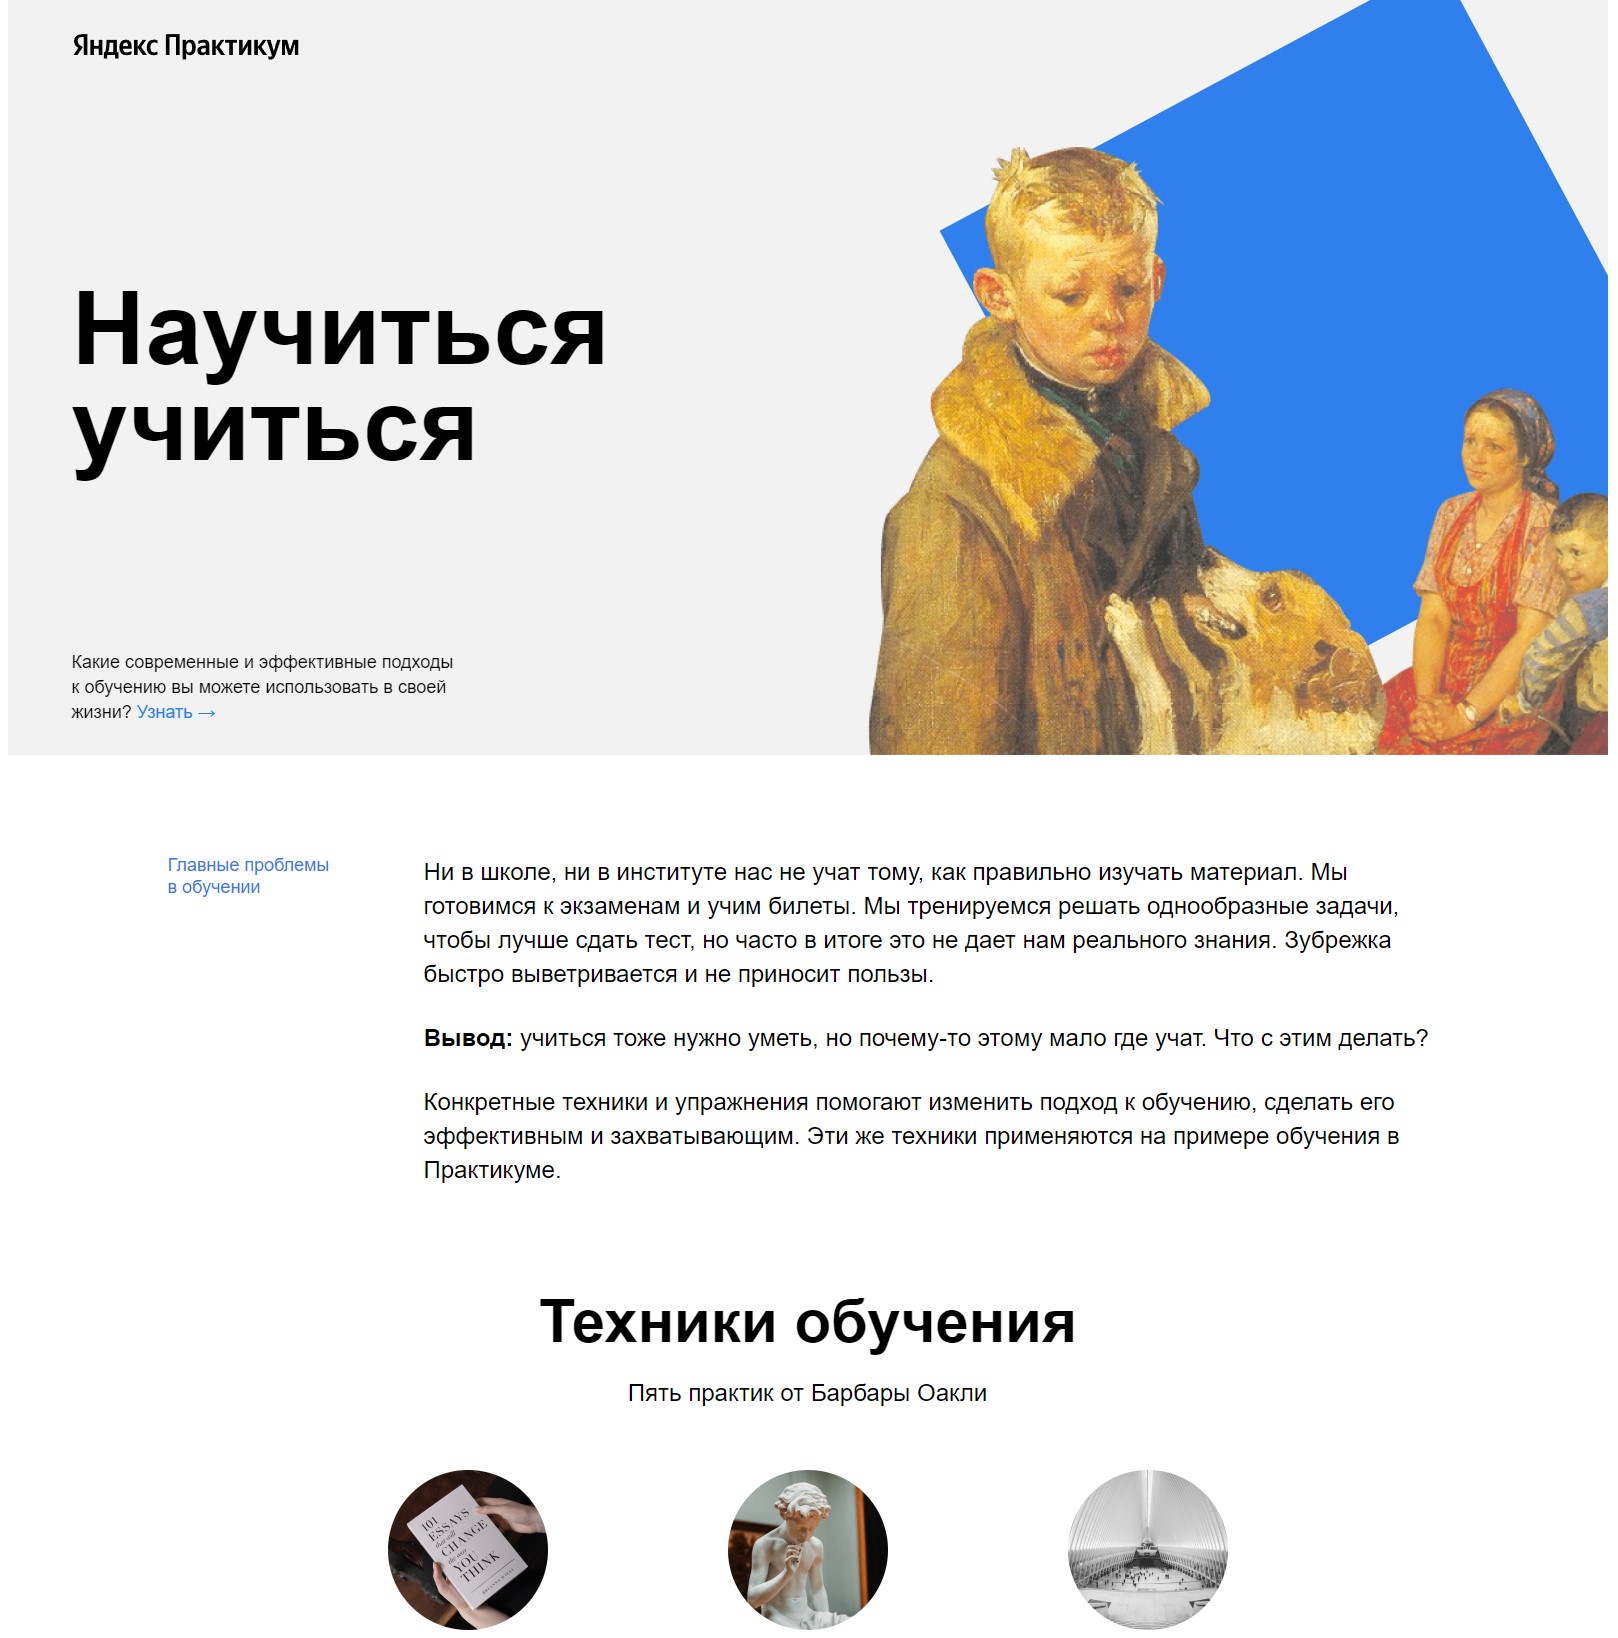 Яндекс Практикум
Научиться
учиться
Какие современные и эффективные подходы
к обучению вы можете использовать в своей
жизни? Узнать →
Главные проблемы
в обучении
Ни в школе, ни в институте нас не учат тому, как правильно изучать материал. Мы
готовимся к экзаменам и учим билеты. Мы тренируемся решать однообразные задачи,
чтобы лучше сдать тест, но часто в итоге это не дает нам реального знания. Зубрежка
быстро выветривается и не приносит пользы.
Вывод: учиться тоже нужно уметь, но почему-то этому мало где учат. Что с этим делать?
Конкретные техники и упражнения помогают изменить подход к обучению, сделать его
эффективным и захватывающим. Эти же техники применяются на примере обучения в
Практикуме.
Техники обучения
Пять практик от Барбары Оакли
101
ESSAYS
that will
CHANGE
the way
YOU
THINK